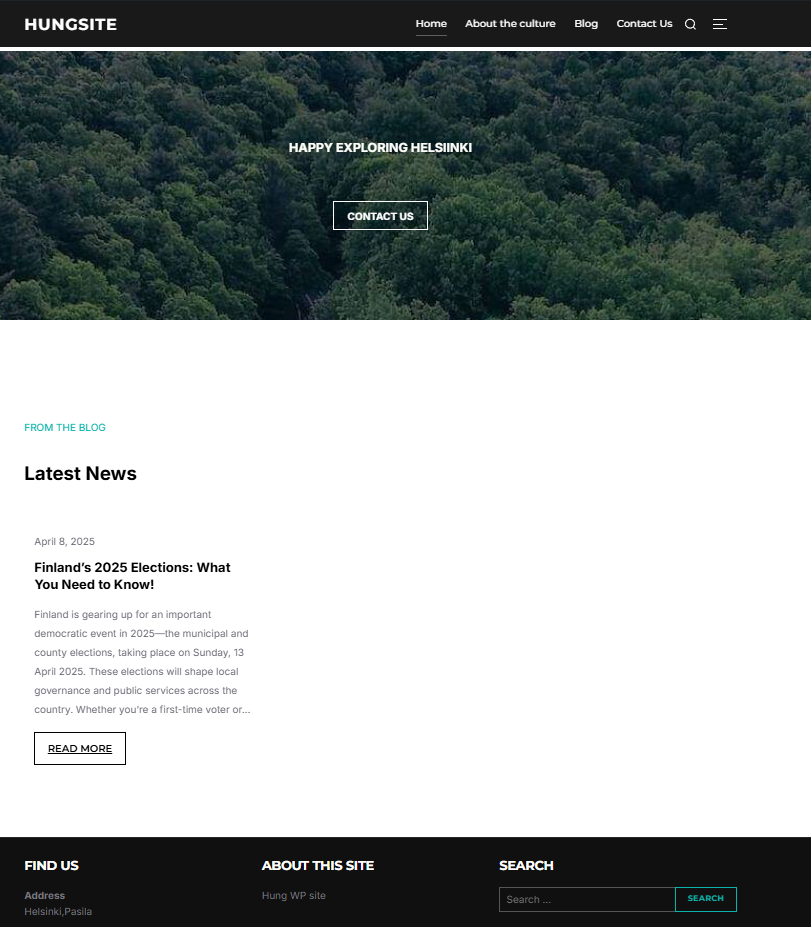 HUNGSITE
Home About the culture Blog Contact Us
HAPPY EXPLORING HELSIINKI
CONTACT US
FROM THE BLOG
Latest News
April 8, 2025
Finland's 2025 Elections: What
You Need to Know!
Finland is gearing up for an important
democratic event in 2025—the municipal and
county elections, taking place on Sunday, 13
April 2025. These elections will shape local
governance and public services across the
country. Whether you're a first-time voter or...
READ MORE
FIND US
Address
Helsinki,Pasila
ABOUT THIS SITE
Hung WP site
SEARCH
Search …
SEARCH